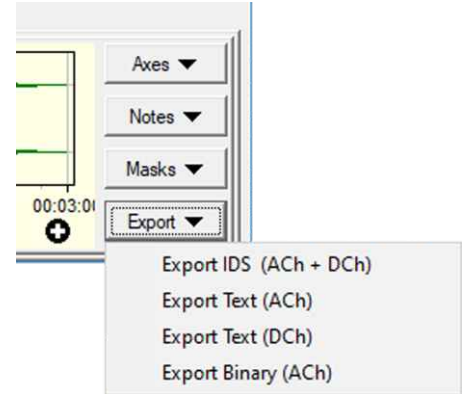 Axes
Notes
Masks
00:03:00
Export
Export IDS (ACh + DCh)
Export Text (ACh)
Export Text (DCh)
Export Binary (ACh)